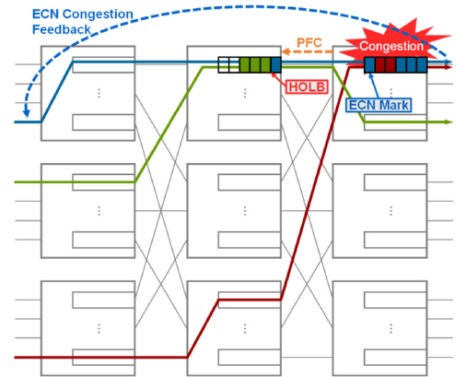 ECN Congestion
Feedback
PFC
Congestion
HOLB
ECN Mark